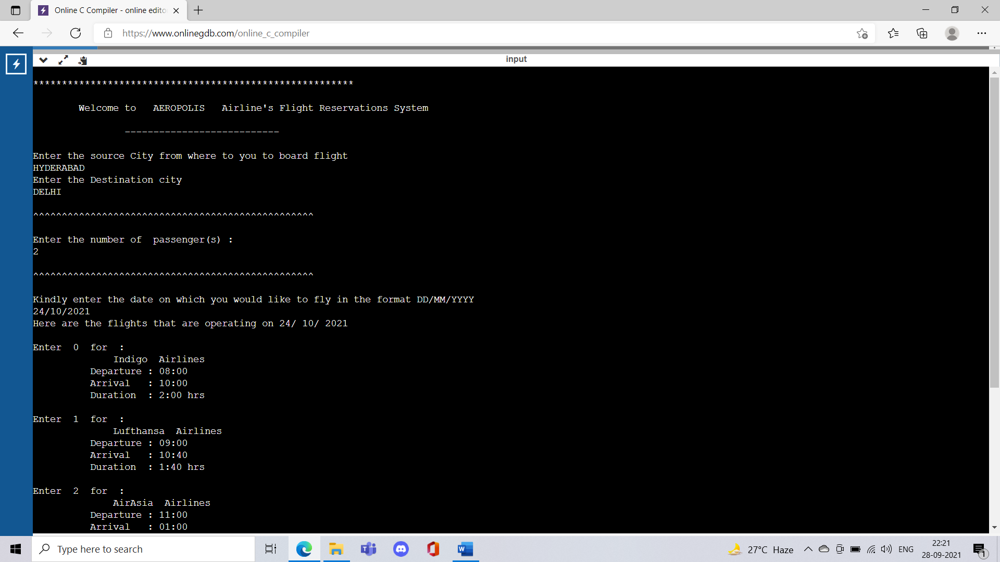 Online C Compiler - online edito
https://www.onlinegdb.com/online_c_compiler
input
********************************************************
Welcome to   AEROPOLIS   Airline's Flight Reservations System
---------------------------
Enter the source City from where to you to board flight
HYDERABAD
Enter the Destination city
DELHI
^^^^^^^^^^^^^^^^^^^^^^^^^^^^^^^^^^^^^^^^^^^^^^^^^
Enter the number of  passenger(s) :
2
^^^^^^^^^^^^^^^^^^^^^^^^^^^^^^^^^^^^^^^^^^^^^^^^^
Kindly enter the date on which you would like to fly in the format DD/MM/YYYY
24/10/2021
Here are the flights that are operating on 24/ 10/ 2021
Enter  0  for  :
Indigo  Airlines
Departure : 08:00
Arrival   : 10:00
Duration  : 2:00 hrs
Enter  1  for  :
Lufthansa  Airlines
Departure : 09:00
Arrival   : 10:40
Duration  : 1:40 hrs
Enter  2  for  :
AirAsia  Airlines
Departure : 11:00
Arrival   : 01:00
Type here to search
27°C Haze
ENG
22:21
28-09-2021
1